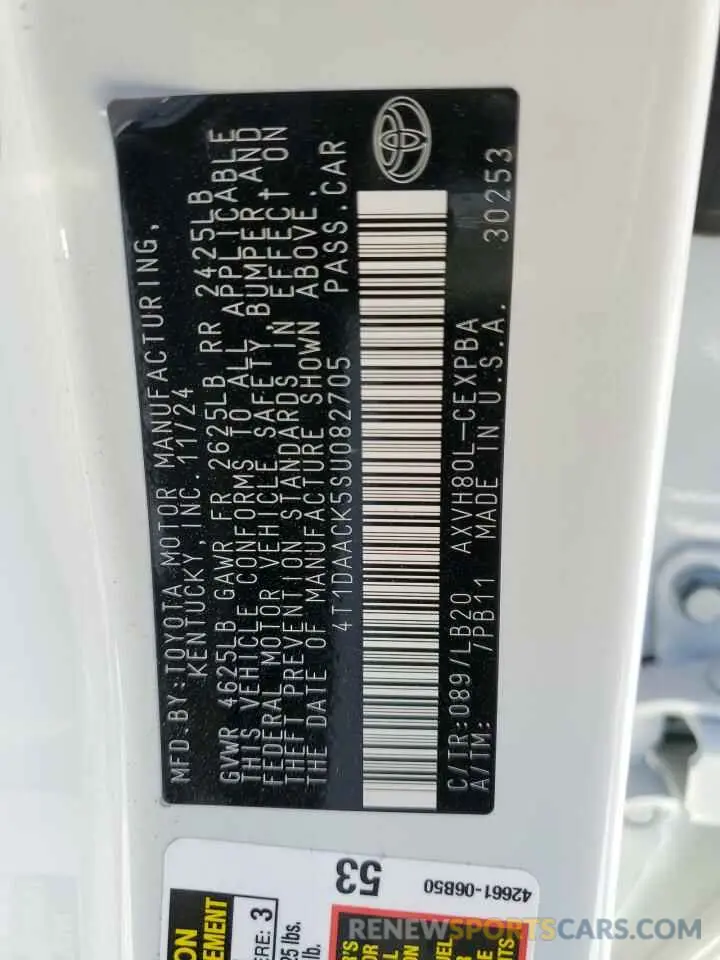 MFD.BY:TOYOTA MOTOR MANUFACTURING,
KENTUCKY,INC.11/24
GVWR 4625LB GAWR FR 2625LB RR 2425LB
THIS VEHICLE CONFORMS TO ALL APPLICABLE
FEDERAL MOTOR VEHICLE SAFETY,BUMPER,AND
THEFT PREVENTION STANDARDS IN EFFECT ON
THE DATE OF MANUFACTURE SHOWN ABOVE.
4T1DAACK5SU082705 PASS.CAR
C/TR:089/LB20 AXVH80L-CEXPBA 30253
A/TM: /PB11 MADE IN U.S.A.
53
42661-06B50
3
lb.
RENEWSPORTSCARS.COM